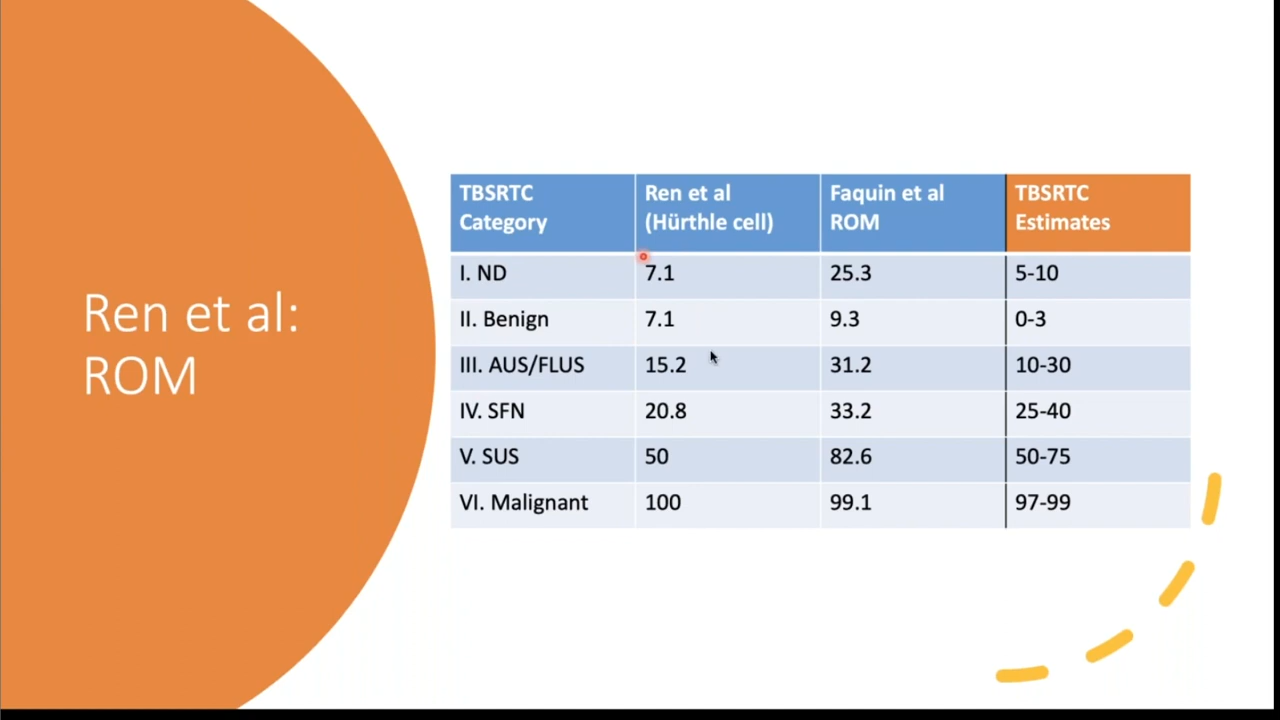 Ren et al:
ROM
TBSRTC Category | Ren et al (Hürthle cell) | Faquin et al ROM | TBSRTC Estimates
I. ND | 7.1 | 25.3 | 5-10
II. Benign | 7.1 | 9.3 | 0-3
III. AUS/FLUS | 15.2 | 31.2 | 10-30
IV. SFN | 20.8 | 33.2 | 25-40
V. SUS | 50 | 82.6 | 50-75
VI. Malignant | 100 | 99.1 | 97-99